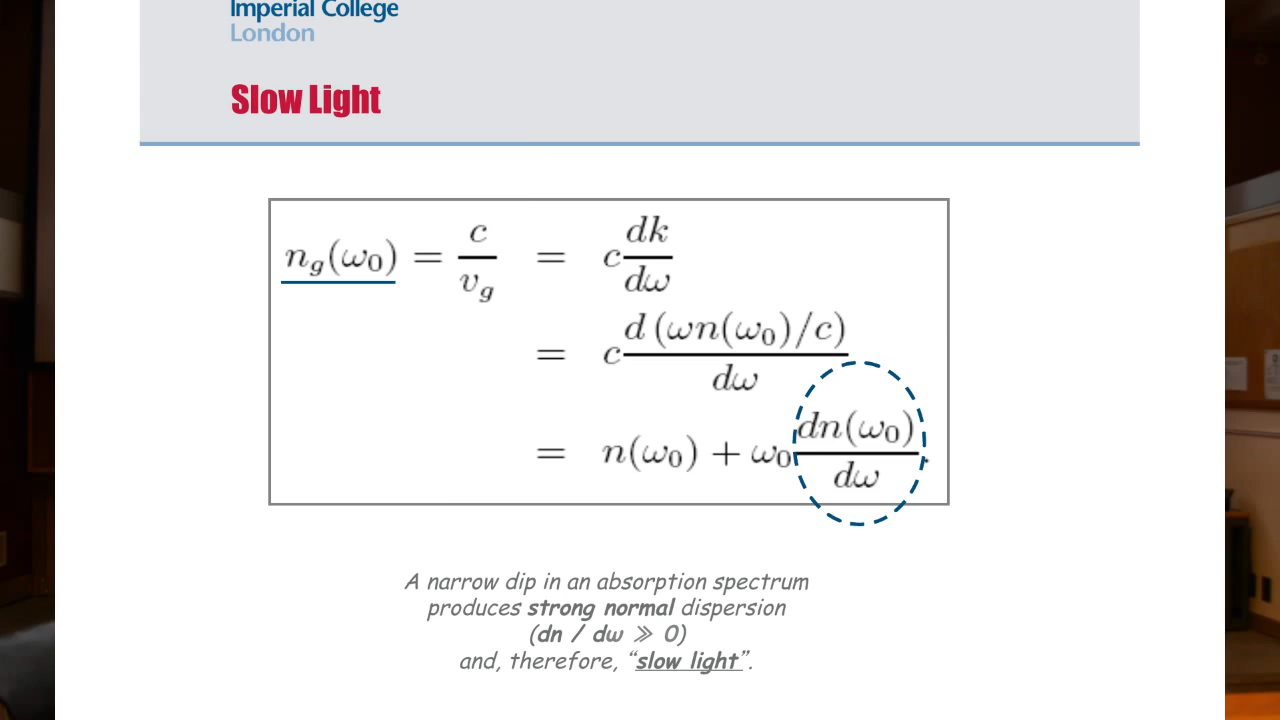 Imperial College
London
Slow Light
n_g(ω_0) = c/v_g = c dk/dω
= c d(ωn(ω_0)/c)/dω
= n(ω_0) + ω_0 dn(ω_0)/dω.
A narrow dip in an absorption spectrum
produces strong normal dispersion
(dn / dω ≫ 0)
and, therefore, “slow light”.